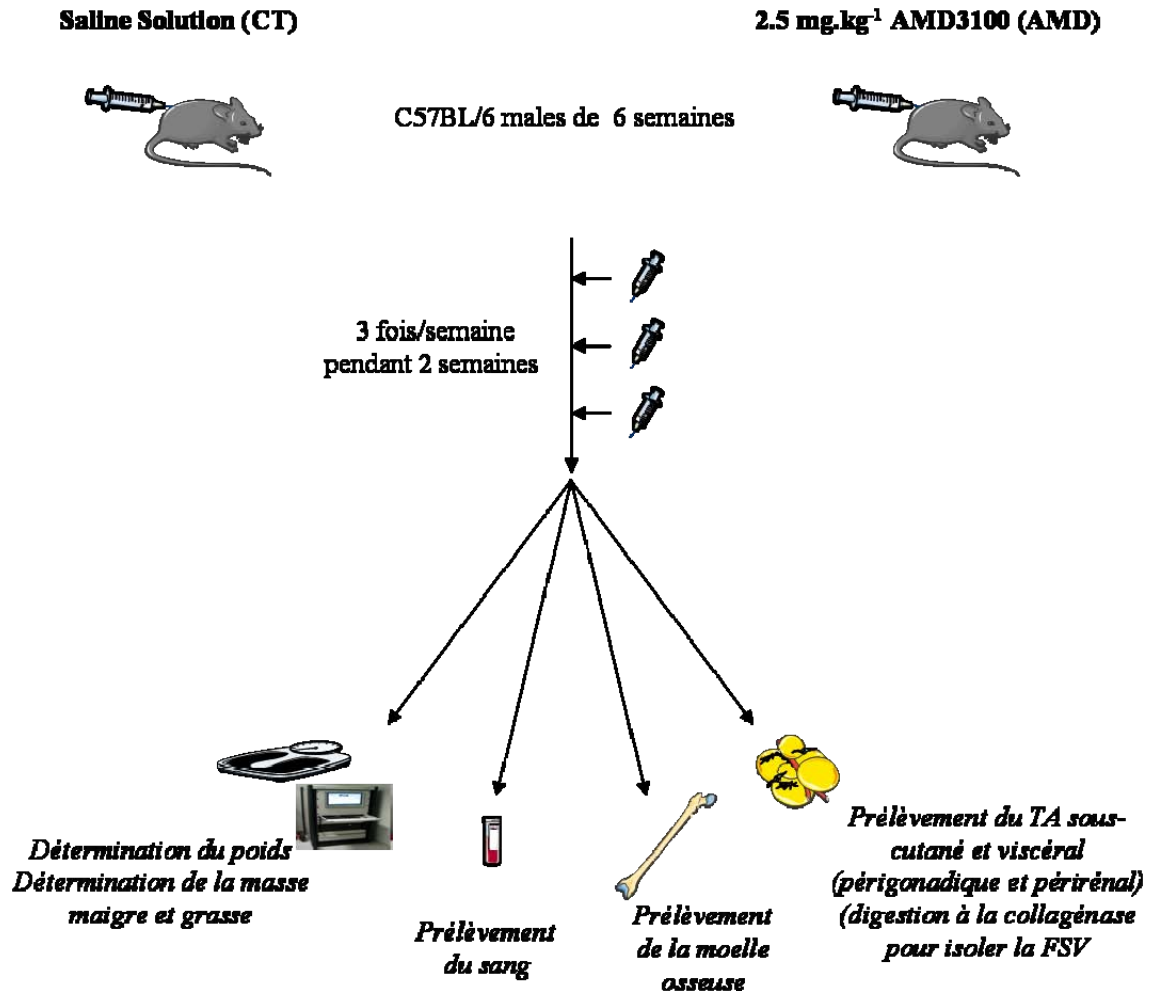 Saline Solution (CT)
2.5 mg.kg-1 AMD3100 (AMD)
C57BL/6 males de 6 semaines
3 fois/semaine
pendant 2 semaines
Détermination du poids
Détermination de la masse
maigre et grasse
Prélèvement
du sang
Prélèvement
de la moelle
osseuse
Prélèvement du TA sous-
cutané et viscéral
(périgonadique et périrénal)
(digestion à la collagénase
pour isoler la FSV